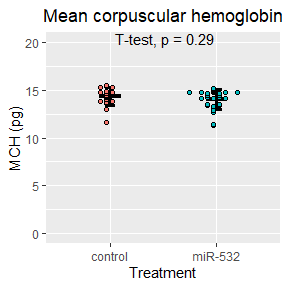 Mean corpuscular hemoglobin
T-test, p = 0.29
20
15
10
5
0
MCH (pg)
control
miR-532
Treatment